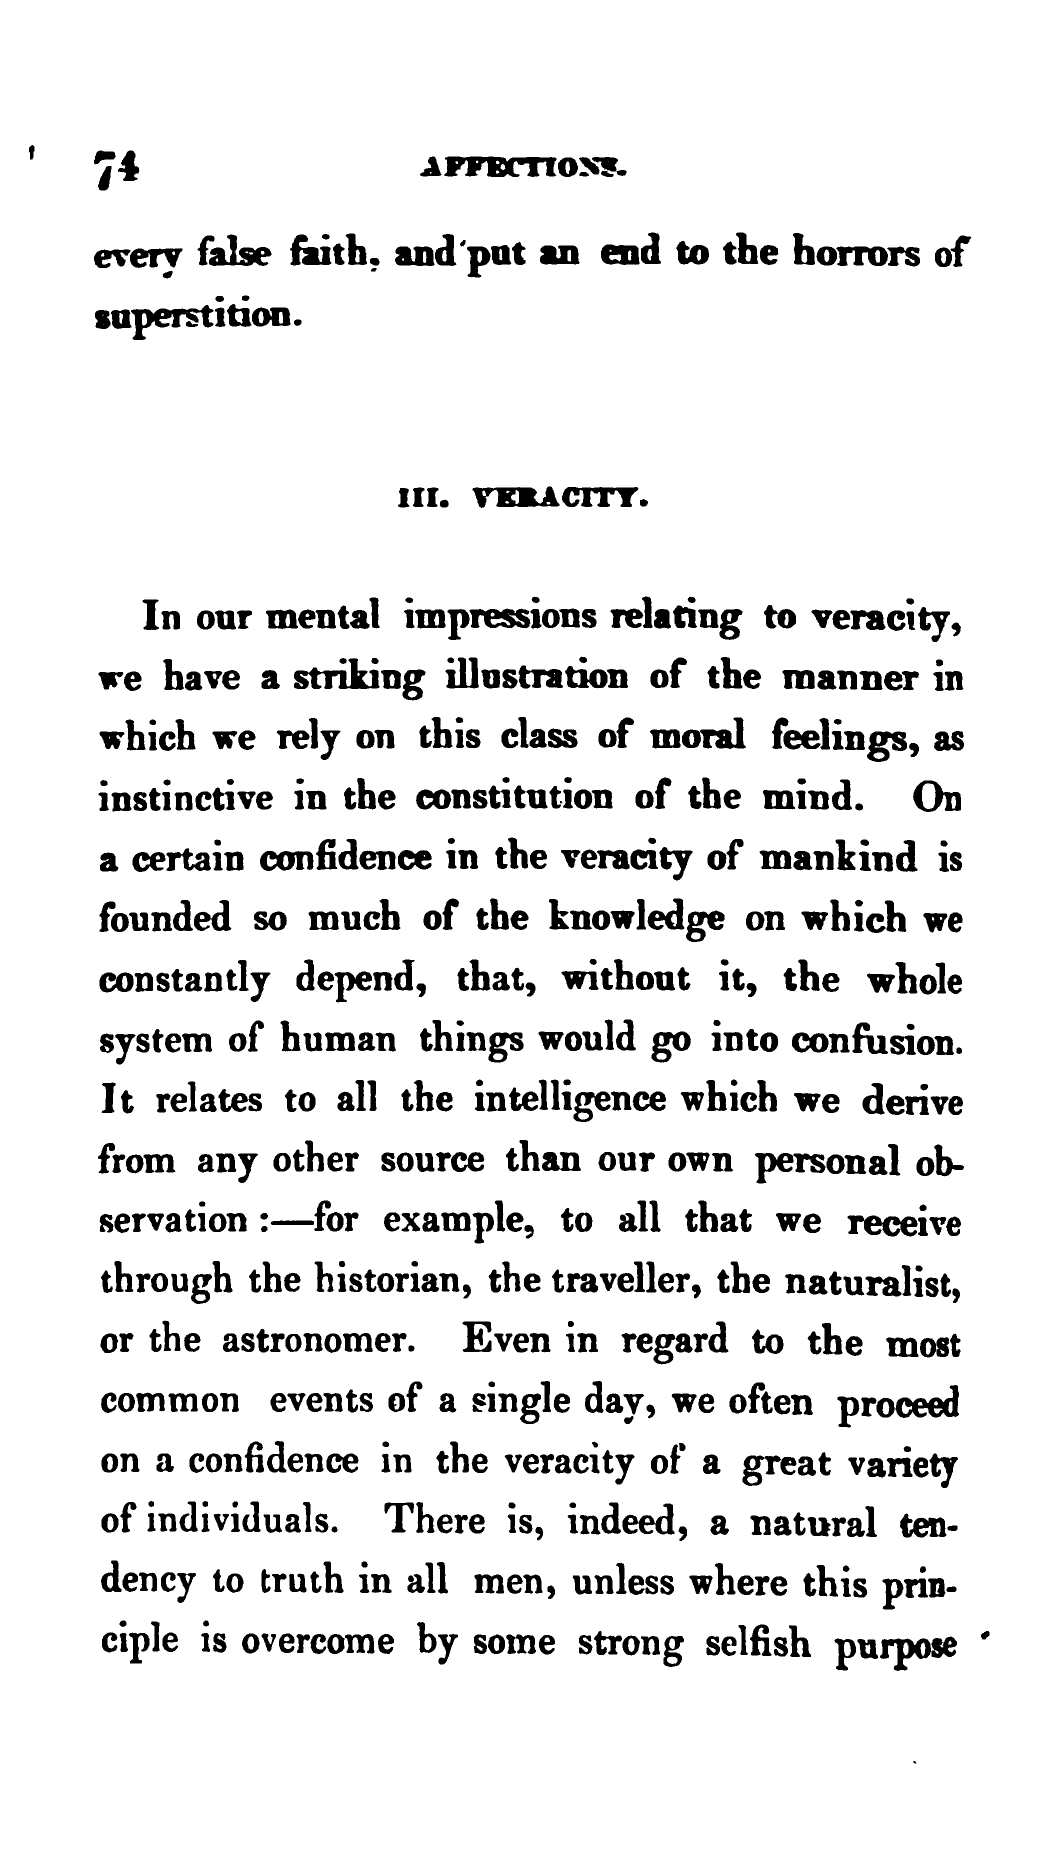 74 AFFECTIONS.
every false faith, and put an end to the horrors of
superstition.
III. VERACITY.
In our mental impressions relating to veracity,
we have a striking illustration of the manner in
which we rely on this class of moral feelings, as
instinctive in the constitution of the mind. On
a certain confidence in the veracity of mankind is
founded so much of the knowledge on which we
constantly depend, that, without it, the whole
system of human things would go into confusion.
It relates to all the intelligence which we derive
from any other source than our own personal ob-
servation :—for example, to all that we receive
through the historian, the traveller, the naturalist,
or the astronomer. Even in regard to the most
common events of a single day, we often proceed
on a confidence in the veracity of a great variety
of individuals. There is, indeed, a natural ten-
dency to truth in all men, unless where this prin-
ciple is overcome by some strong selfish purpose